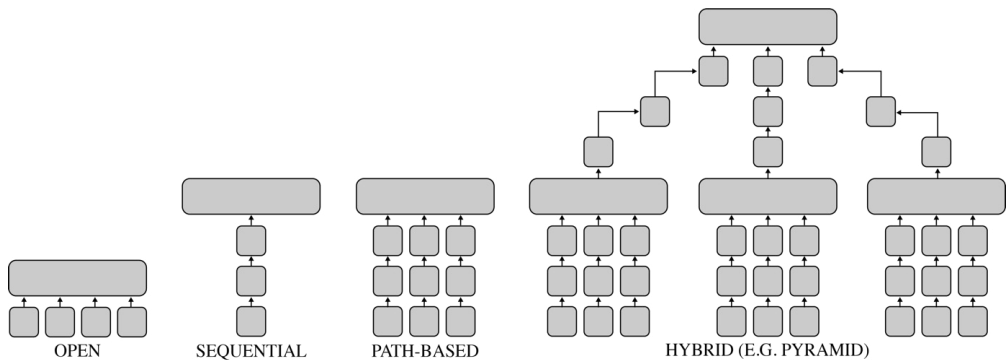 OPEN
SEQUENTIAL
PATH-BASED
HYBRID (E.G. PYRAMID)